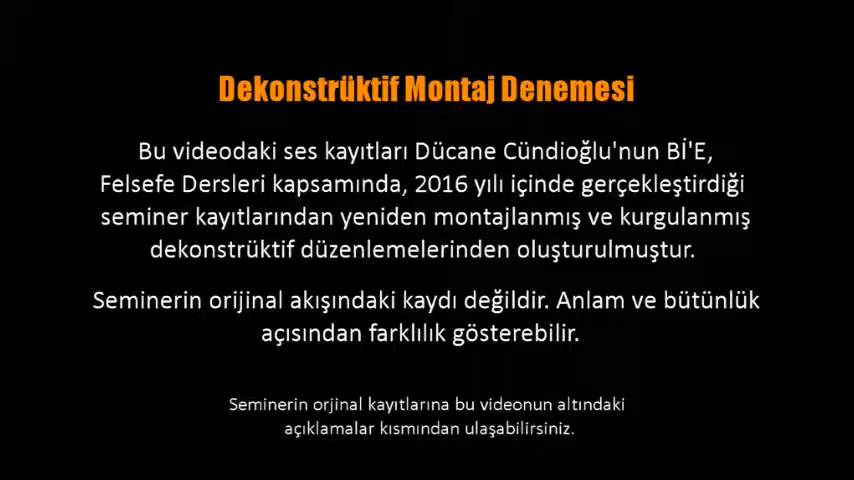 Dekonstrüktif Montaj Denemesi
Bu videodaki ses kayıtları Dücane Cündioğlu'nun Bİ'E,
Felsefe Dersleri kapsamında, 2016 yılı içinde gerçekleştirdiği
seminer kayıtlarından yeniden montajlanmış ve kurgulanmış
dekonstrüktif düzenlemelerinden oluşturulmuştur.
Seminerin orijinal akışındaki kaydı değildir. Anlam ve bütünlük
açısından farklılık gösterebilir.
Seminerin orjinal kayıtlarına bu videonun altındaki
açıklamalar kısmından ulaşabilirsiniz.